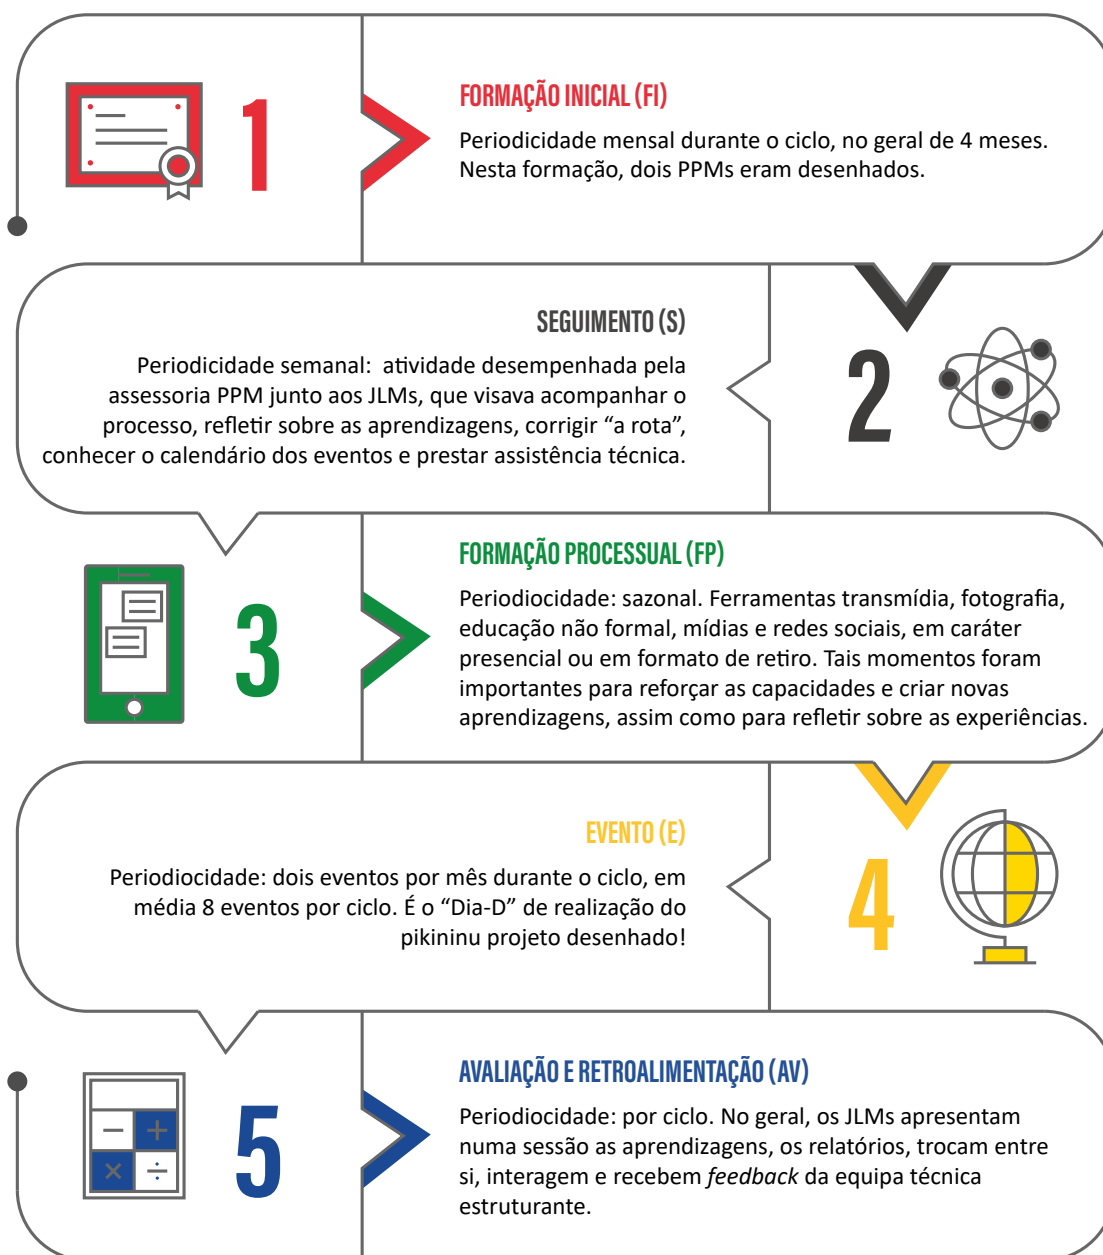 1
FORMAÇÃO INICIAL (FI)
Periodicidade mensal durante o ciclo, no geral de 4 meses.
Nesta formação, dois PPMs eram desenhados.
SEGUIMENTO (S)
Periodicidade semanal:  atividade desempenhada pela
assessoria PPM junto aos JLMs, que visava acompanhar o
processo, refletir sobre as aprendizagens, corrigir “a rota”,
conhecer o calendário dos eventos e prestar assistência técnica.
2
3
FORMAÇÃO PROCESSUAL (FP)
Periodiocidade: sazonal. Ferramentas transmídia, fotografia,
educação não formal, mídias e redes sociais, em caráter
presencial ou em formato de retiro. Tais momentos foram
importantes para reforçar as capacidades e criar novas
aprendizagens, assim como para refletir sobre as experiências.
EVENTO (E)
Periodiocidade: dois eventos por mês durante o ciclo, em
média 8 eventos por ciclo. É o “Dia-D” de realização do
pikininu projeto desenhado!
4
5
AVALIAÇÃO E RETROALIMENTAÇÃO (AV)
Periodiocidade: por ciclo. No geral, os JLMs apresentam
numa sessão as aprendizagens, os relatórios, trocam entre
si, interagem e recebem feedback da equipa técnica
estruturante.
− +
× ÷